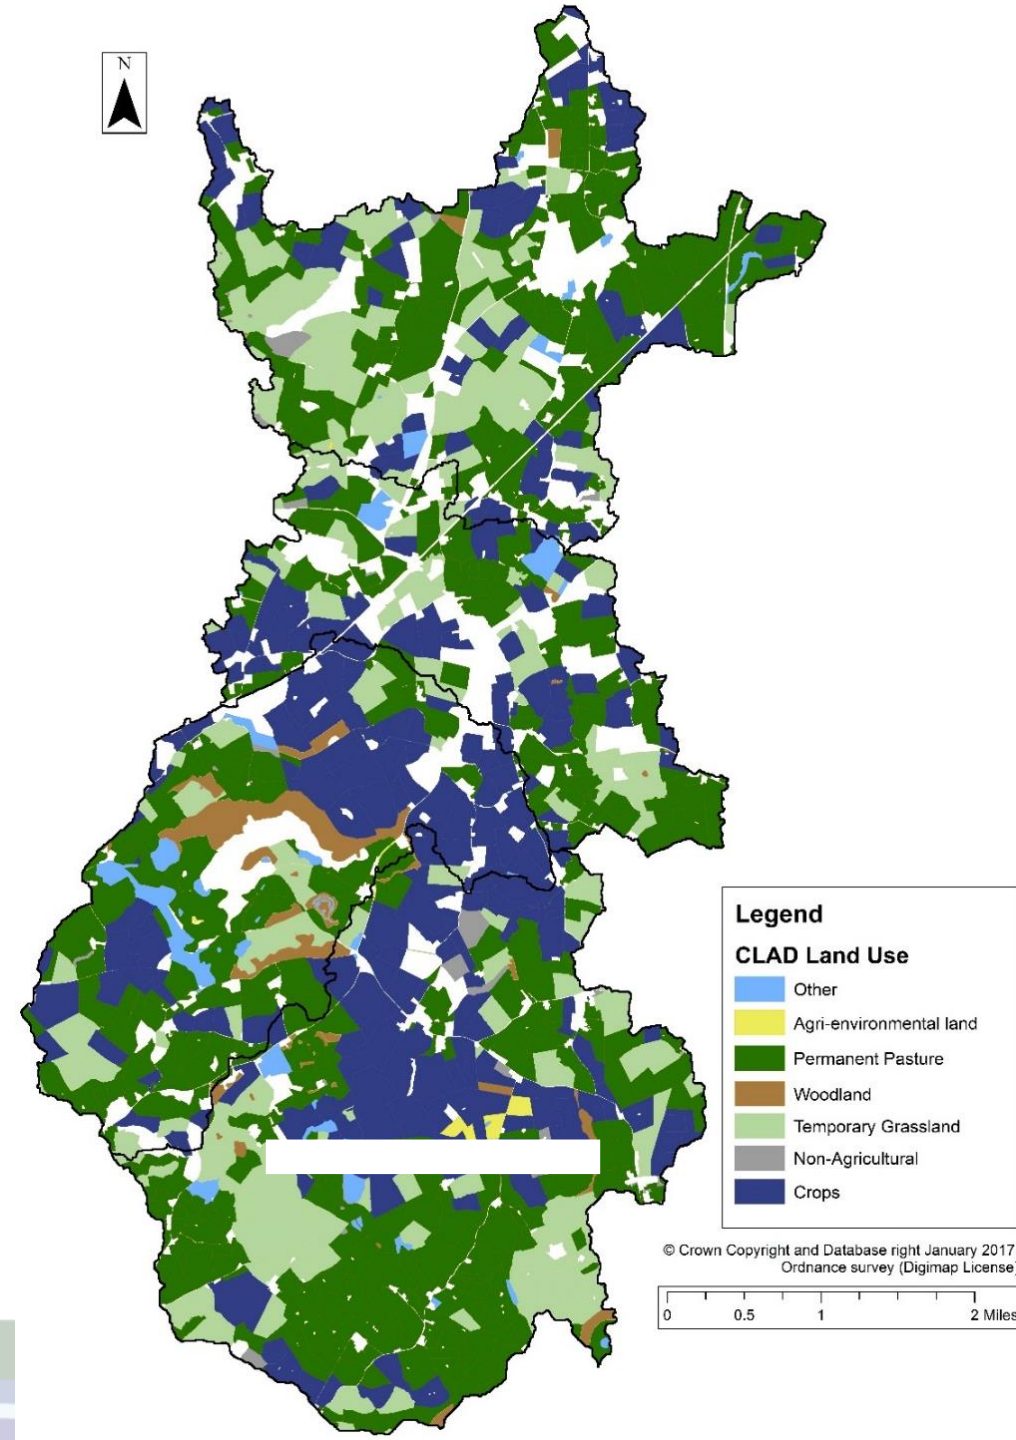 N
Legend
CLAD Land Use
Other
Agri-environmental land
Permanent Pasture
Woodland
Temporary Grassland
Non-Agricultural
Crops
© Crown Copyright and Database right January 2017
Ordnance survey (Digimap License)
0 0.5 1 2 Miles